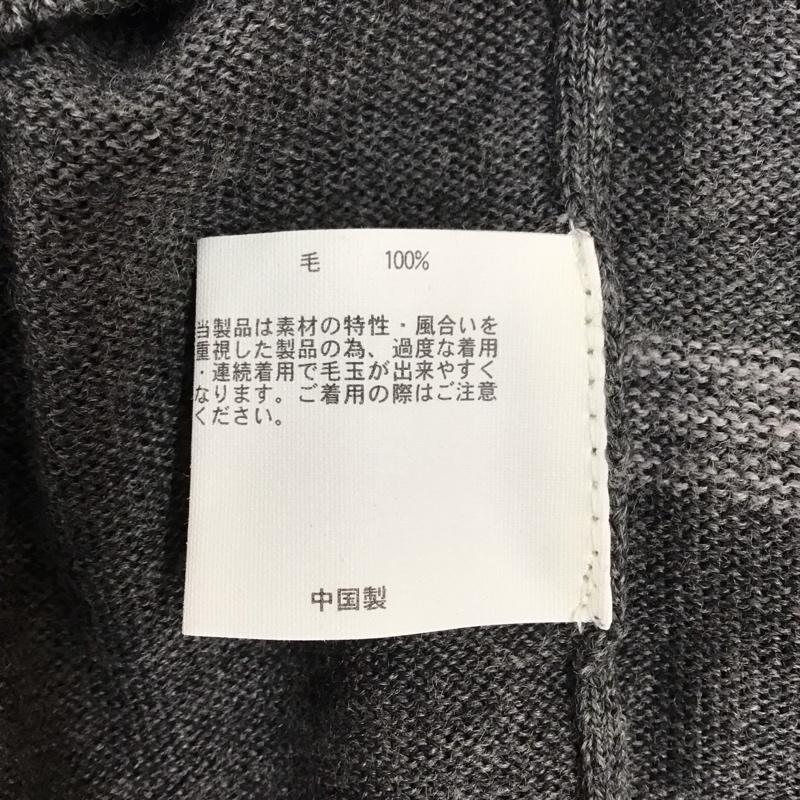 毛 100%
当製品は素材の特性・風合いを
重視した製品の為、過度な着用
・連続着用で毛玉が出来やすく
なります。ご着用の際はご注意
ください。
中国製